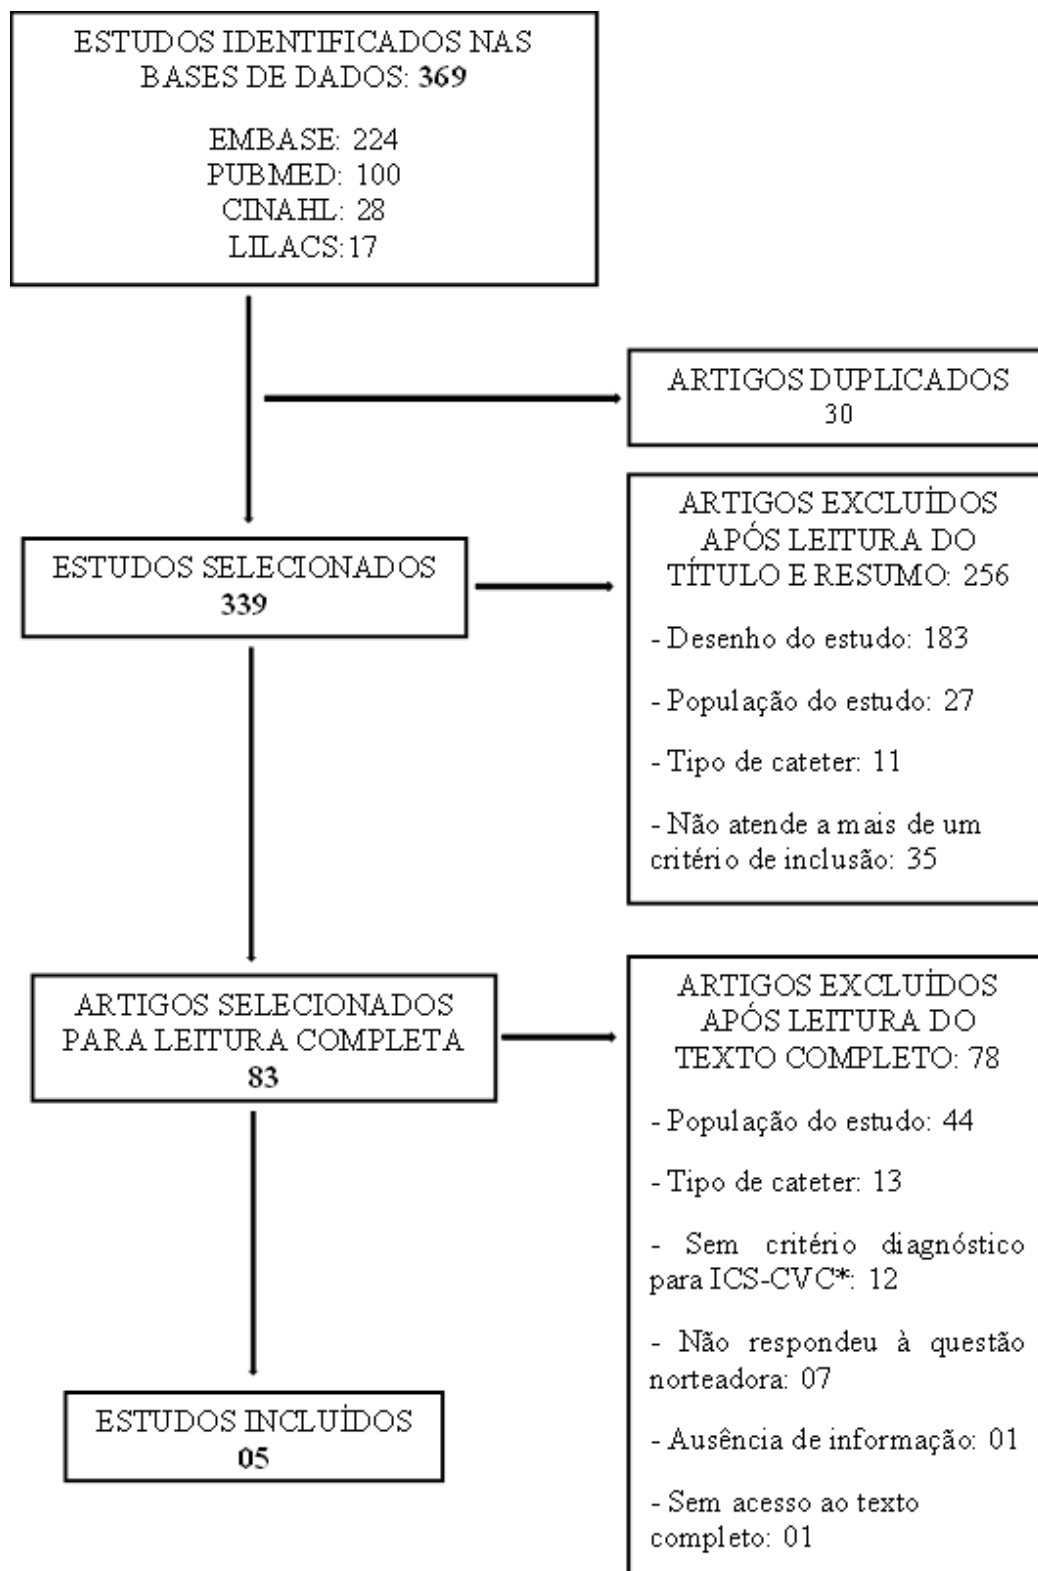 ESTUDOS IDENTIFICADOS NAS
BASES DE DADOS: 369
EMBASE: 224
PUBMED: 100
CINAHL: 28
LILACS:17
ARTIGOS DUPLICADOS
30
ESTUDOS SELECIONADOS
339
ARTIGOS EXCLUÍDOS
APÓS LEITURA DO
TÍTULO E RESUMO: 256
- Desenho do estudo: 183
- População do estudo: 27
- Tipo de cateter: 11
- Não atende a mais de um
critério de inclusão: 35
ARTIGOS SELECIONADOS
PARA LEITURA COMPLETA
83
ARTIGOS EXCLUÍDOS
APÓS LEITURA DO
TEXTO COMPLETO: 78
- População do estudo: 44
- Tipo de cateter: 13
- Sem critério diagnóstico
para ICS-CVC*: 12
- Não respondeu à questão
norteadora: 07
- Ausência de informação: 01
- Sem acesso ao texto
completo: 01
ESTUDOS INCLUÍDOS
05